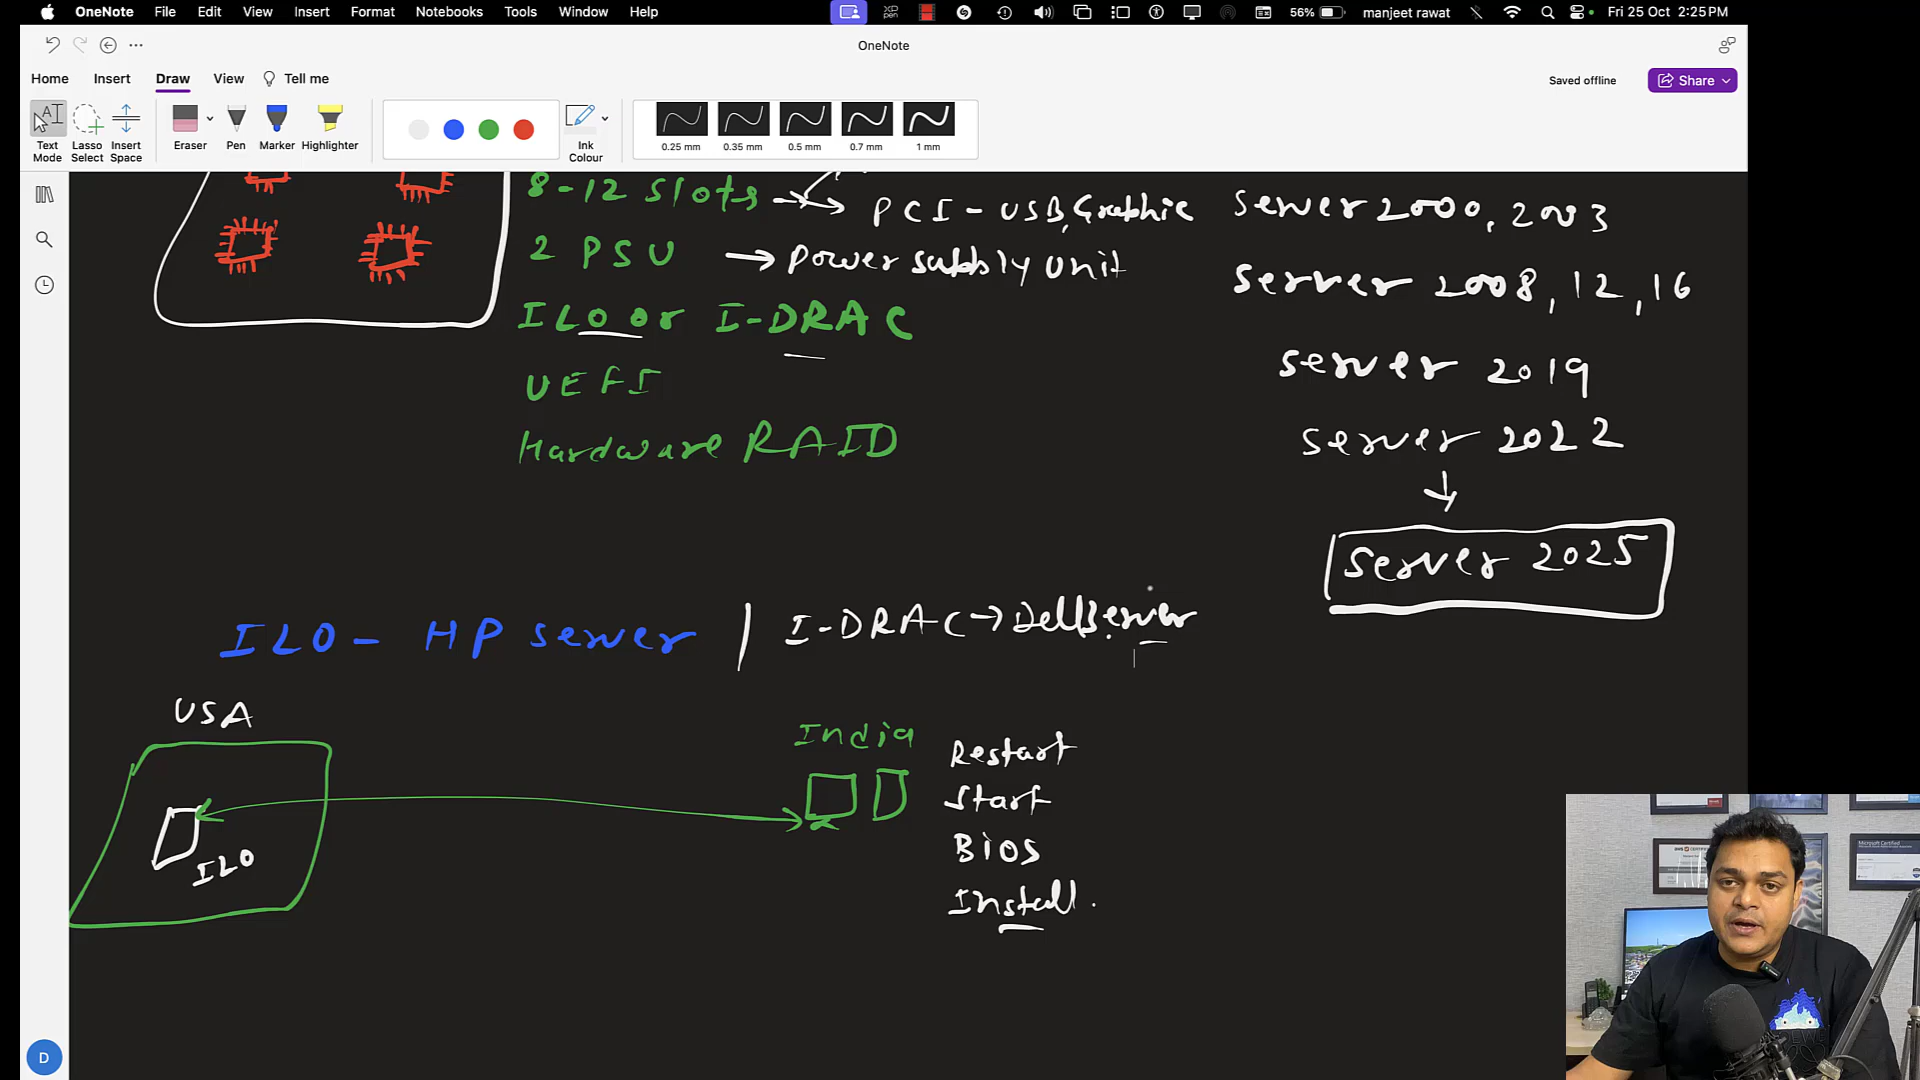 OneNote File Edit View Insert Format Notebooks Tools Window Help
XP PEN 56% manjeet rawat Fri 25 Oct 2:25 PM
OneNote
Home Insert Draw View Tell me
Saved offline Share
Text Mode
Lasso Select
Insert Space
Eraser Pen Marker Highlighter
Ink Colour
0.25 mm 0.35 mm 0.5 mm 0.7 mm 1 mm
8-12 Slots → PCI - USB, Graphic
2 PSU → Power Supply Unit
ILO or I-DRAC
UEFI
Hardware RAID
Server 2000, 2003
Server 2008, 12, 16
Server 2019
Server 2022
↓
Server 2025
ILO - HP Server | I-DRAC → Dell Server
USA
ILO
India
Restart
Start
BIOS
Install.
D